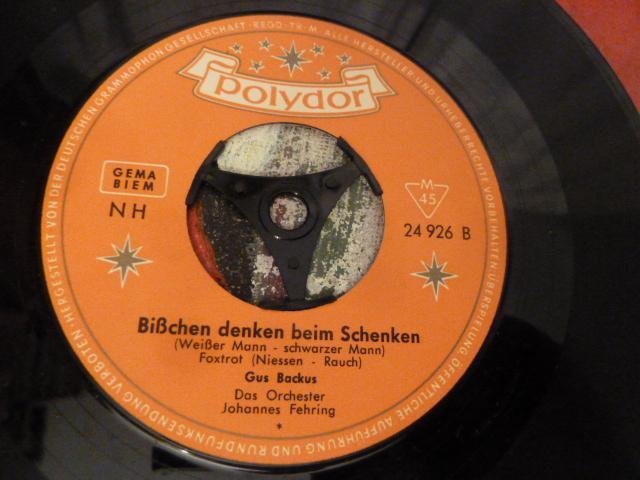 polydor
GEMA
BIEM
NH
M
45
24 926 B
Bißchen denken beim Schenken
(Weißer Mann - schwarzer Mann)
Foxtrot (Niessen - Rauch)
Gus Backus
Das Orchester
Johannes Fehring
*
HERGESTELLT VON DER DEUTSCHEN GRAMMOPHON GESELLSCHAFT · REGD · TR · M · ALLE HERSTELLER- UND URHEBERRECHTE VORBEHALTEN · ÜBERSPIELUNG, ÖFFENTLICHE AUFFÜHRUNG UND RUNDFUNKSENDUNG VERBOTEN ·